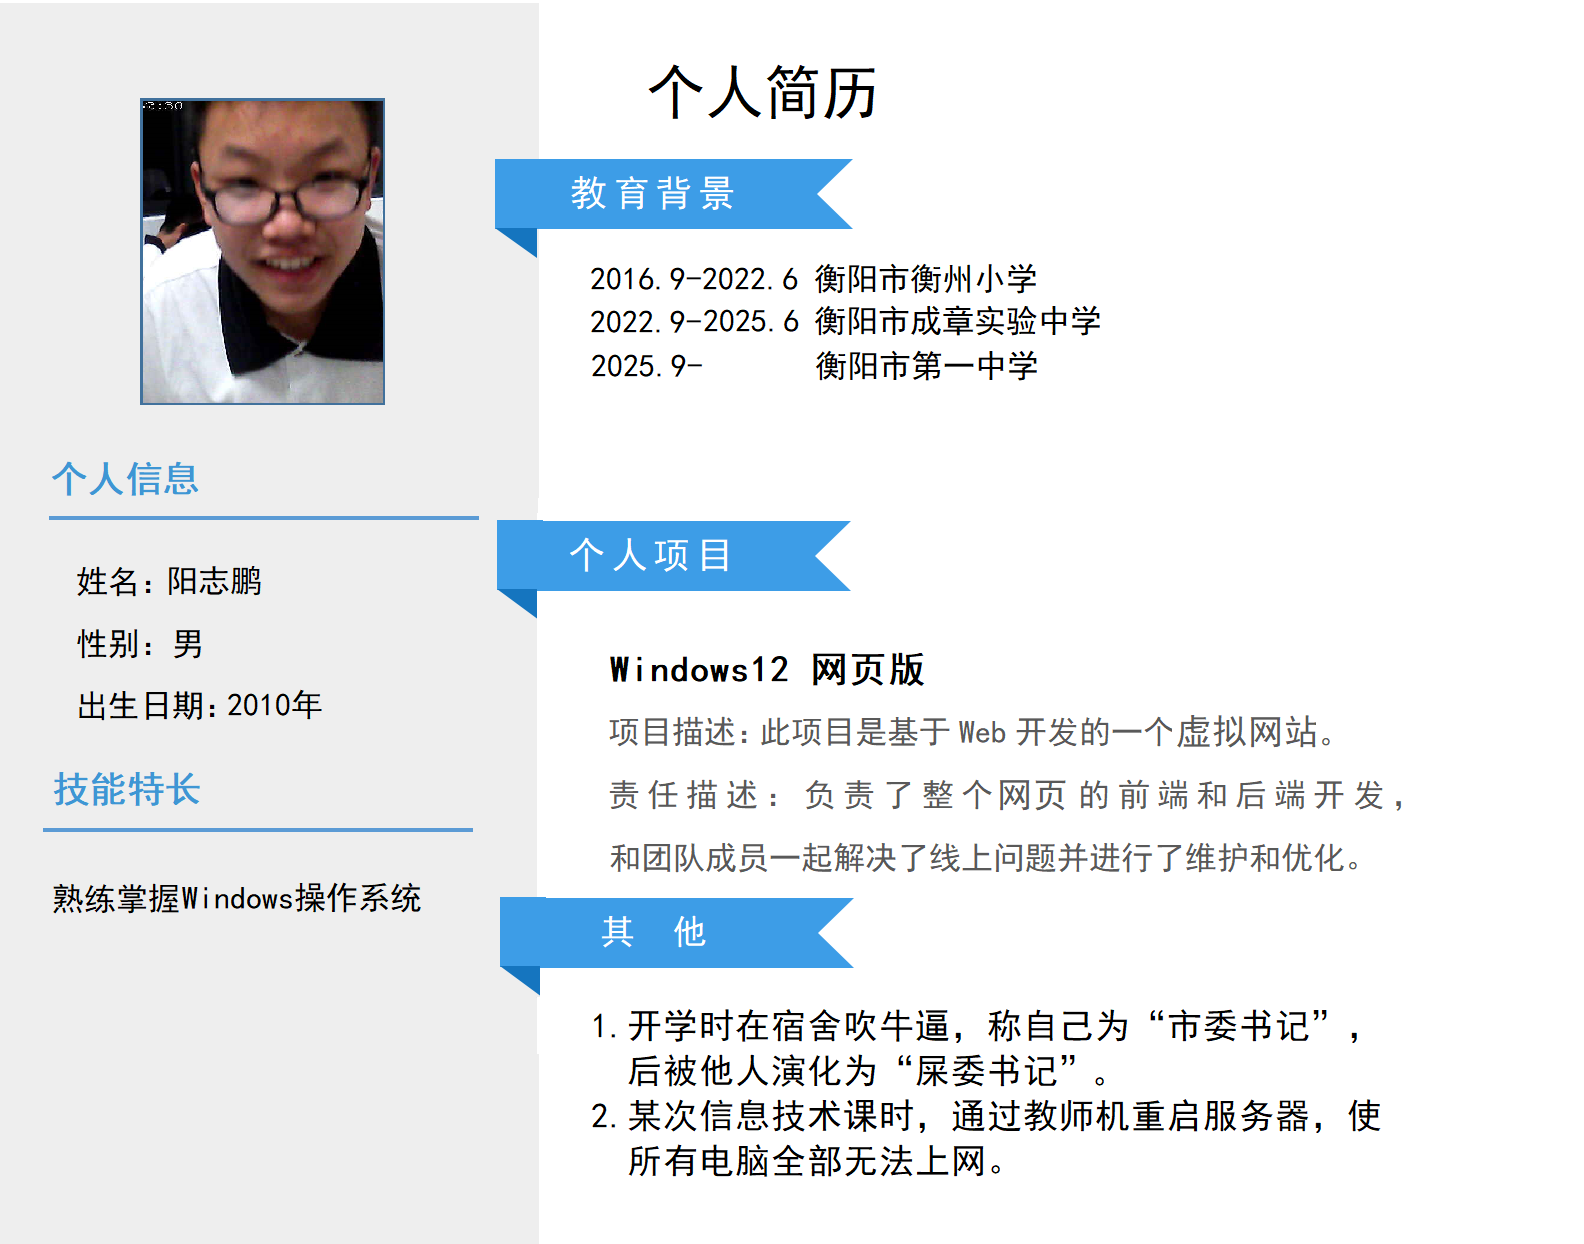 个人简历
教育背景
2016.9-2022.6 衡阳市衡州小学
2022.9-2025.6 衡阳市成章实验中学
2025.9- 衡阳市第一中学
个人信息
姓名：阳志鹏
性别：男
出生日期：2010年
技能特长
熟练掌握Windows操作系统
个人项目
Windows12 网页版
项目描述：此项目是基于 Web 开发的一个虚拟网站。
责任描述：负责了整个网页的前端和后端开发，
和团队成员一起解决了线上问题并进行了维护和优化。
其 他
1.开学时在宿舍吹牛逼，称自己为“市委书记”，
后被他人演化为“屎委书记”。
2.某次信息技术课时，通过教师机重启服务器，使
所有电脑全部无法上网。